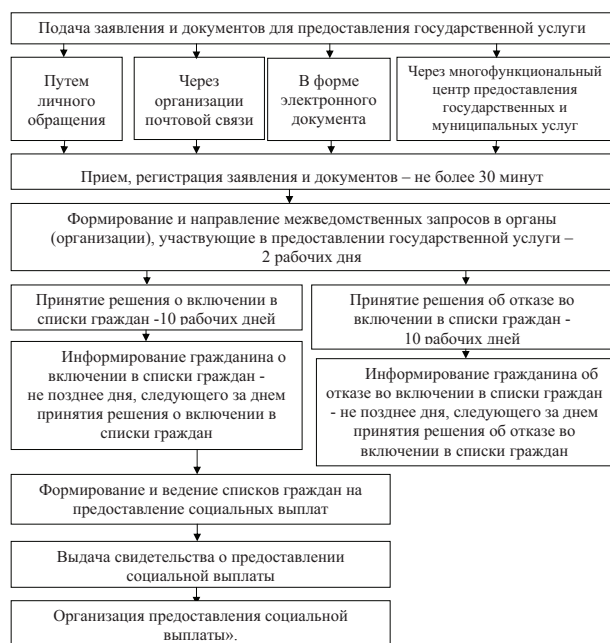 Подача заявления и документов для предоставления государственной услуги
Путем
личного
обращения
Через
организации
почтовой связи
В форме
электронного
документа
Через многофункциональный
центр предоставления
государственных и
муниципальных услуг
Прием, регистрация заявления и документов – не более 30 минут
Формирование и направление межведомственных запросов в органы
(организации), участвующие в предоставлении государственной услуги –
2 рабочих дня
Принятие решения о включении в
списки граждан -10 рабочих дней
Принятие решения об отказе во
включении в списки граждан -
10 рабочих дней
Информирование гражданина о
включении в списки граждан -
не позднее дня, следующего за днем
принятия решения о включении в
списки граждан
Информирование гражданина об
отказе во включении в списки граждан
- не позднее дня, следующего за днем
принятия решения об отказе во
включении в списки граждан
Формирование и ведение списков граждан на
предоставление социальных выплат
Выдача свидетельства о предоставлении
социальной выплаты
Организация предоставления социальной
выплаты».